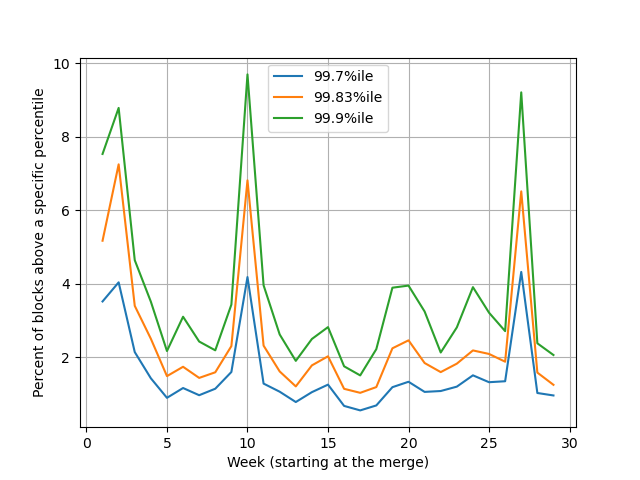 10
8
6
4
2
0
5
10
15
20
25
30
Percent of blocks above a specific percentile
Week (starting at the merge)
99.7%ile
99.83%ile
99.9%ile